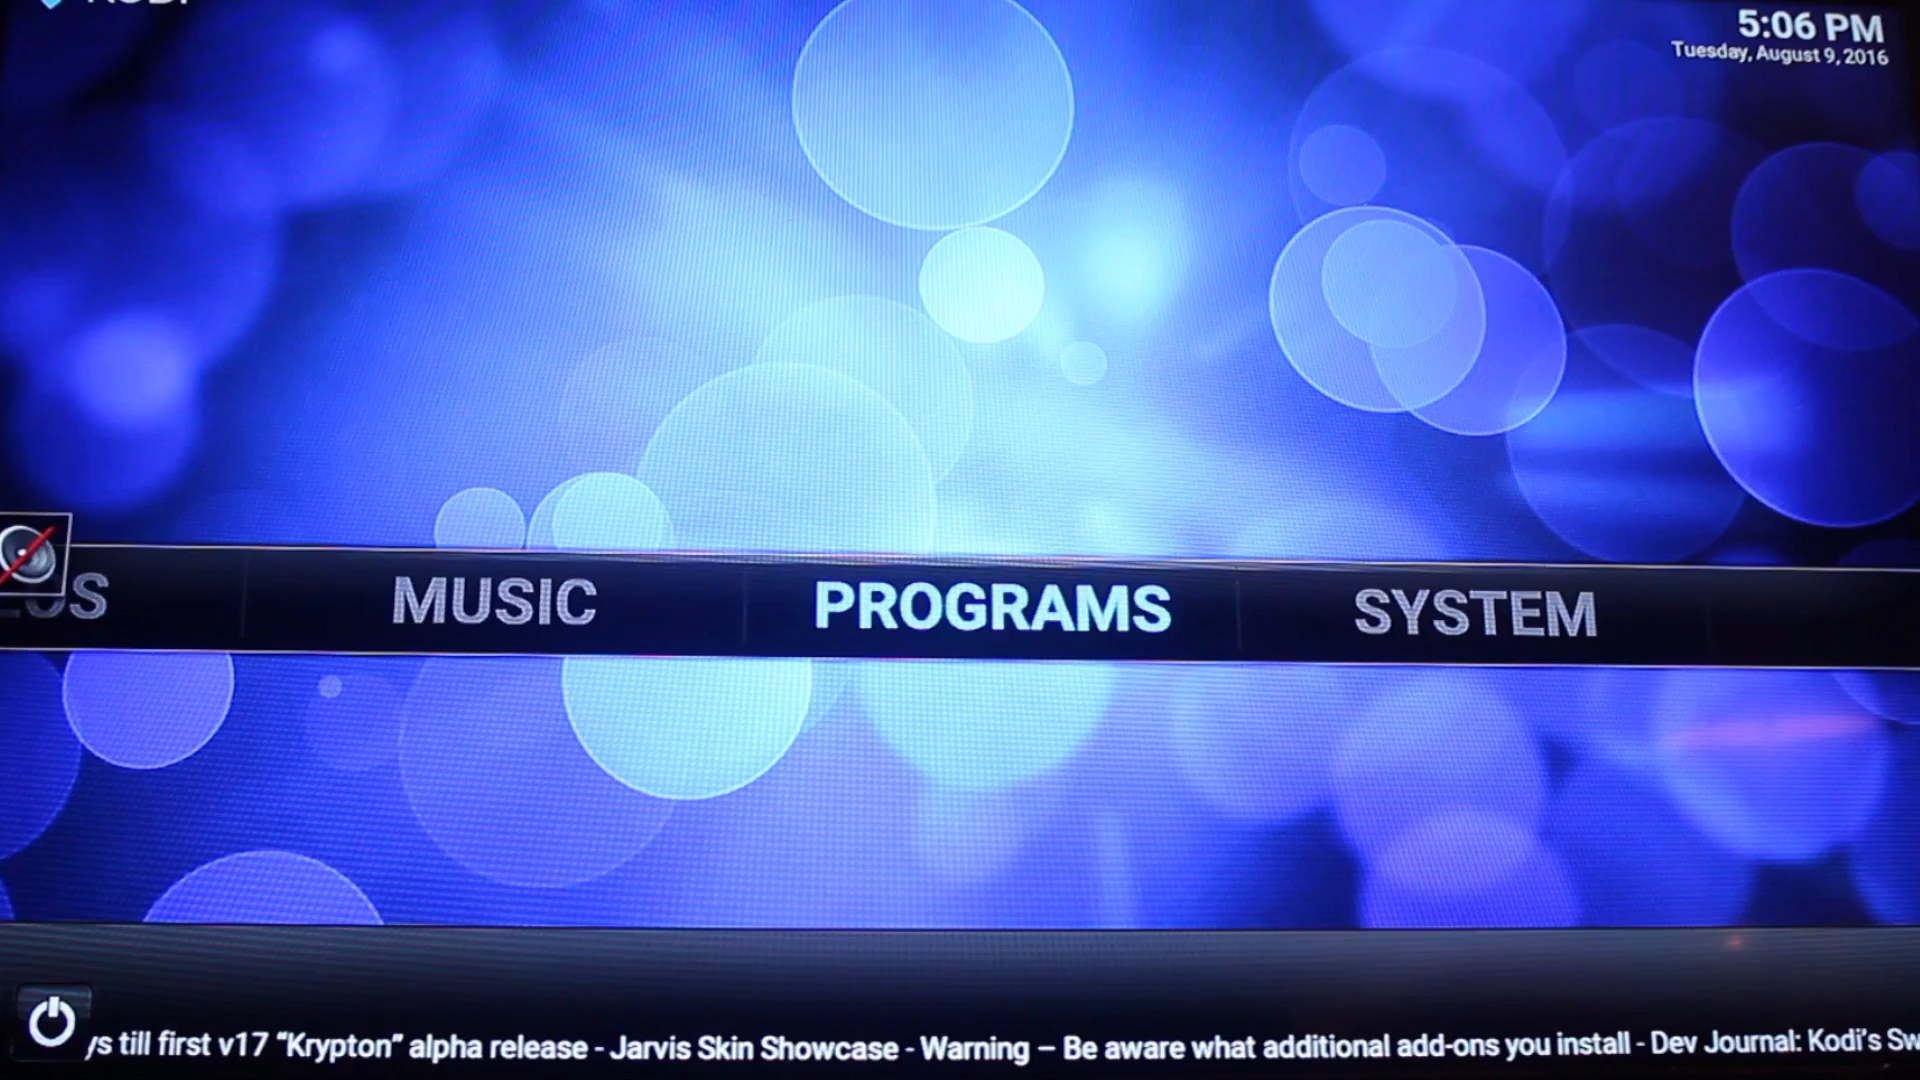 KODI
5:06 PM
Tuesday, August 9, 2016
MUSIC PROGRAMS SYSTEM
till first v17 “Krypton” alpha release - Jarvis Skin Showcase - Warning – Be aware what additional add-ons you install - Dev Journal: Kodi's